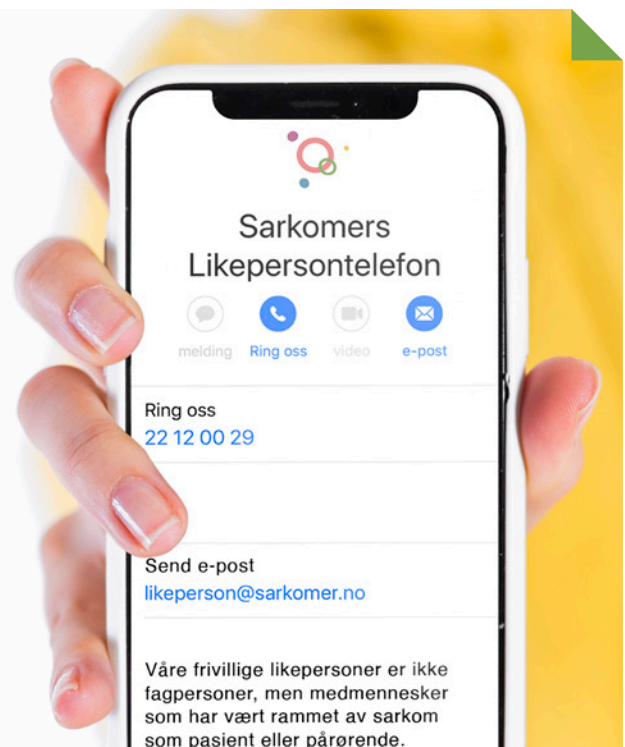 Sarkomers
Likepersontelefon
melding Ring oss video e-post
Ring oss
22 12 00 29
Send e-post
likeperson@sarkomer.no
Våre frivillige likepersoner er ikke
fagpersoner, men medmennesker
som har vært rammet av sarkom
som pasient eller pårørende.